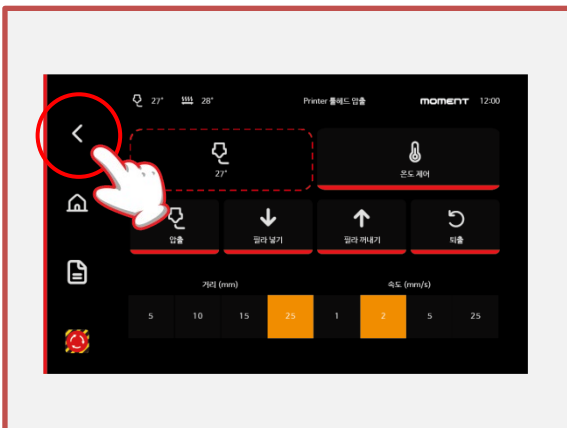 27° 28° Printer 툴헤드 압출 moment 12:00
27° 온도 제어
압출 필라 넣기 필라 꺼내기 퇴출
거리 (mm) 속도 (mm/s)
5 10 15 25 1 2 5 25